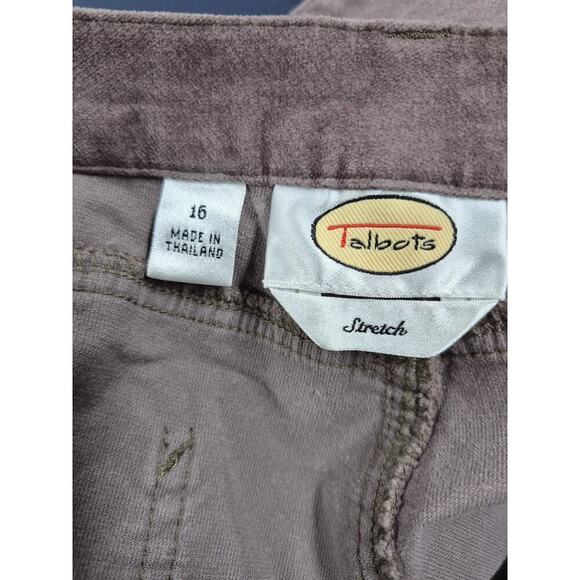 16
MADE IN
THAILAND
Talbots
Stretch